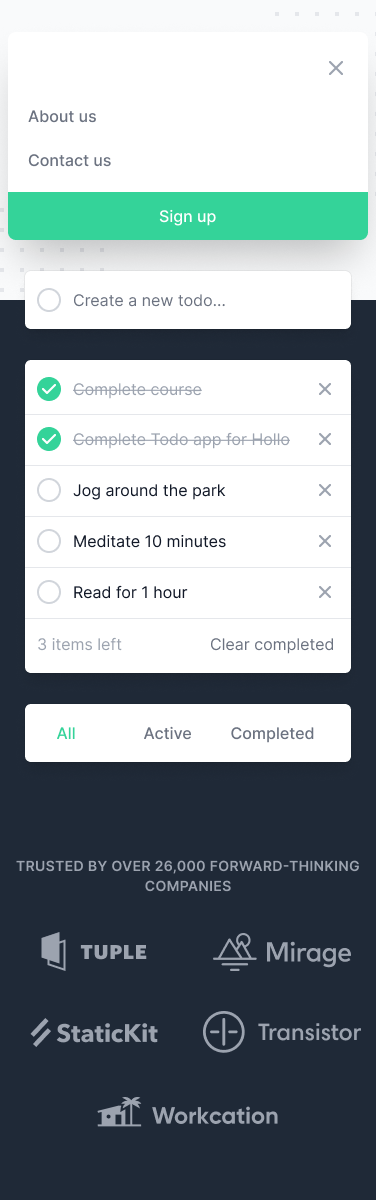 About us
Contact us
Sign up
Create a new todo...
Complete course
Complete Todo app for Hollo
Jog around the park
Meditate 10 minutes
Read for 1 hour
3 items left Clear completed
All Active Completed
TRUSTED BY OVER 26,000 FORWARD-THINKING
COMPANIES
TUPLE Mirage
StaticKit Transistor
Workcation